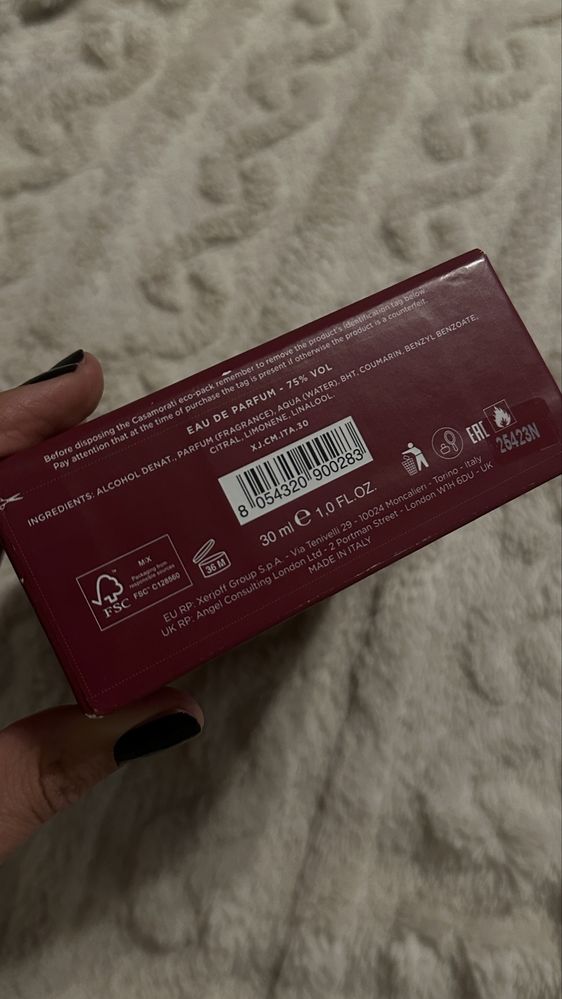 Before disposing the Casamorati eco-pack remember to remove the product's identification tag below.
Pay attention that at the time of purchase the tag is present if otherwise the product is a counterfeit.
EAU DE PARFUM - 75% VOL
INGREDIENTS: ALCOHOL DENAT., PARFUM (FRAGRANCE), AQUA (WATER), BHT, COUMARIN, BENZYL BENZOATE,
CITRAL, LIMONENE, LINALOOL.
XJ.CM.ITA.30
8 054320 900283
30 ml e 1.0 FL.OZ.
EAC
25423N
MIX
Packaging from
responsible sources
FSC® C128560
FSC
36 M
EU RP: Xerjoff Group S.p.A. - Via Tenivelli 29 - 10024 Moncalieri - Torino - Italy
UK RP: Angel Consulting London Ltd - 2 Portman Street - London W1H 6DU - UK
MADE IN ITALY